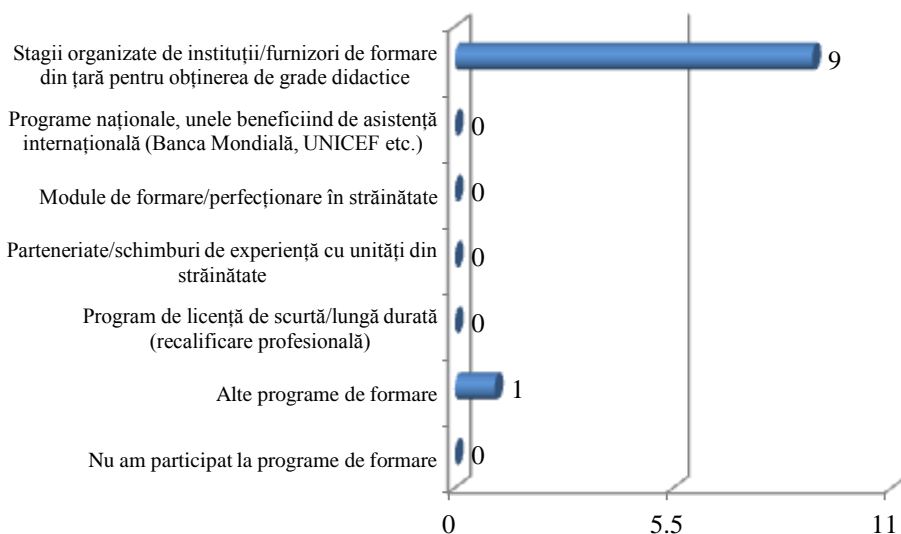 Stagii organizate de instituții/furnizori de formare
din țară pentru obținerea de grade didactice
9
Programe naționale, unele beneficiind de asistență
internațională (Banca Mondială, UNICEF etc.)
0
Module de formare/perfecționare în străinătate
0
Parteneriate/schimburi de experiență cu unități din
străinătate
0
Program de licență de scurtă/lungă durată
(recalificare profesională)
0
Alte programe de formare
1
Nu am participat la programe de formare
0
0
5.5
11